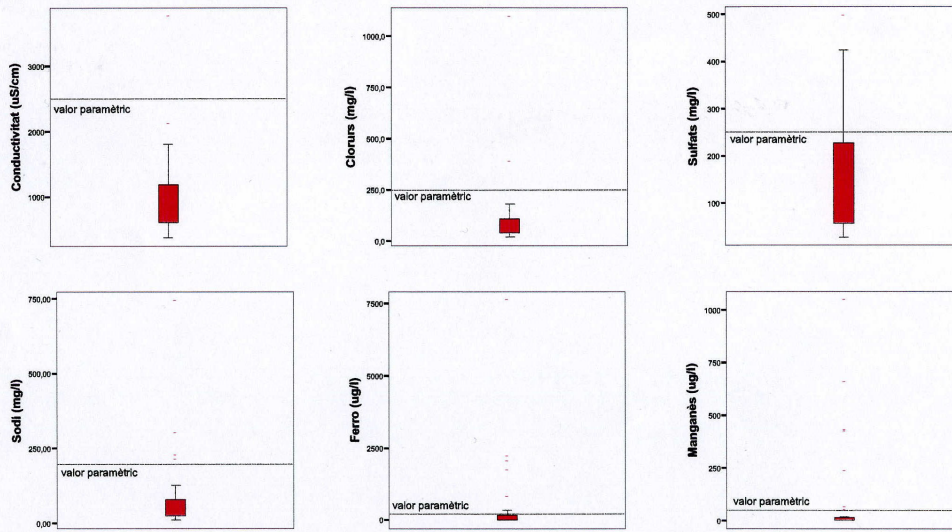 Conductivitat (uS/cm)
3000
2000
1000
valor paramètric
Clorurs (mg/l)
1000,0
750,0
500,0
250,0
0,0
valor paramètric
Sulfats (mg/l)
500
400
300
200
100
valor paramètric
Sodi (mg/l)
750,00
500,00
250,00
0,00
valor paramètric
Ferro (ug/l)
7500
5000
2500
0
valor paramètric
Manganès (ug/l)
1000
750
500
250
0
valor paramètric